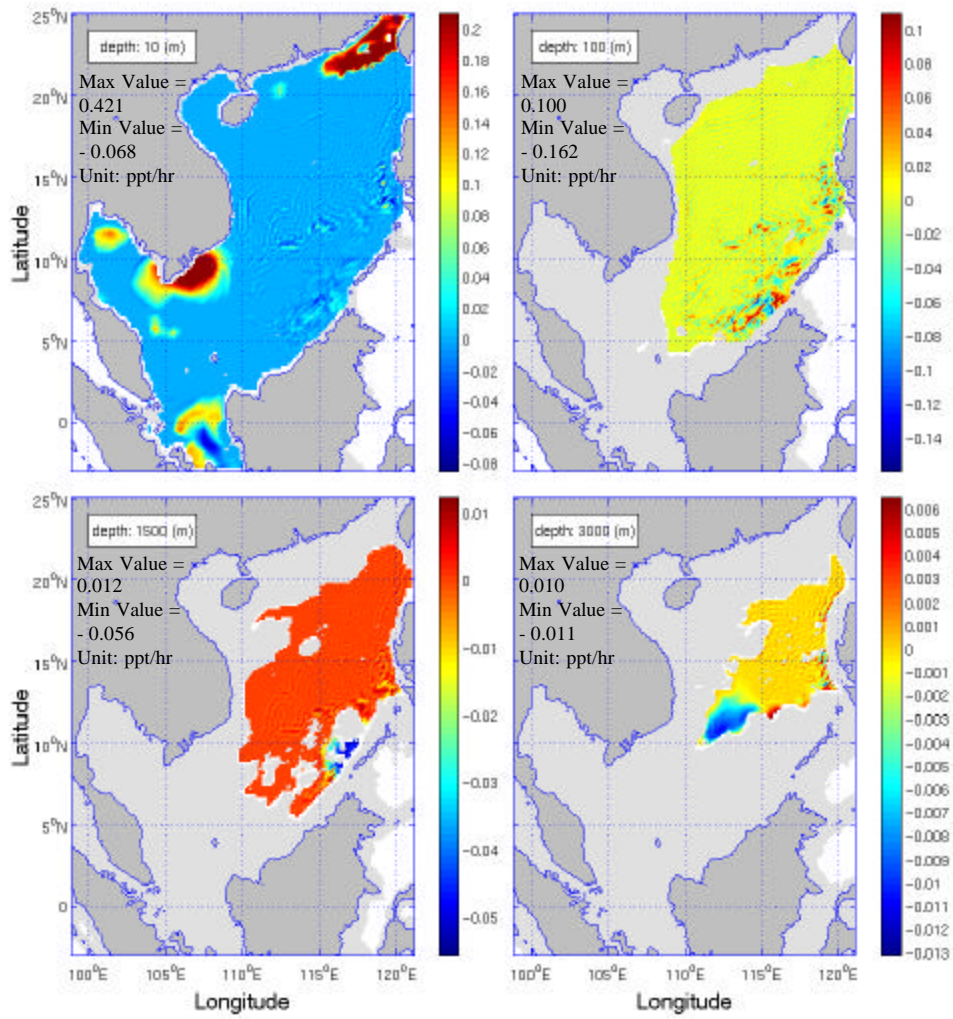 25°N
20°N
15°N
10°N
5°N
0
Latitude
depth: 10 (m)
Max Value =
0.421
Min Value =
- 0.068
Unit: ppt/hr
0.2
0.18
0.16
0.14
0.12
0.1
0.08
0.06
0.04
0.02
0
-0.02
-0.04
-0.06
-0.08
depth: 100 (m)
Max Value =
0.100
Min Value =
- 0.162
Unit: ppt/hr
0.1
0.08
0.06
0.04
0.02
0
-0.02
-0.04
-0.06
-0.08
-0.1
-0.12
-0.14
25°N
20°N
15°N
10°N
5°N
0
Latitude
depth: 1500 (m)
Max Value =
0.012
Min Value =
- 0.056
Unit: ppt/hr
100°E
105°E
110°E
115°E
120°E
Longitude
0.01
0
-0.01
-0.02
-0.03
-0.04
-0.05
depth: 3000 (m)
Max Value =
0.010
Min Value =
- 0.011
Unit: ppt/hr
100°E
105°E
110°E
115°E
120°E
Longitude
0.006
0.005
0.004
0.003
0.002
0.001
0.001
0
-0.001
-0.002
-0.003
-0.004
-0.005
-0.006
-0.007
-0.008
-0.009
-0.01
-0.011
-0.012
-0.013